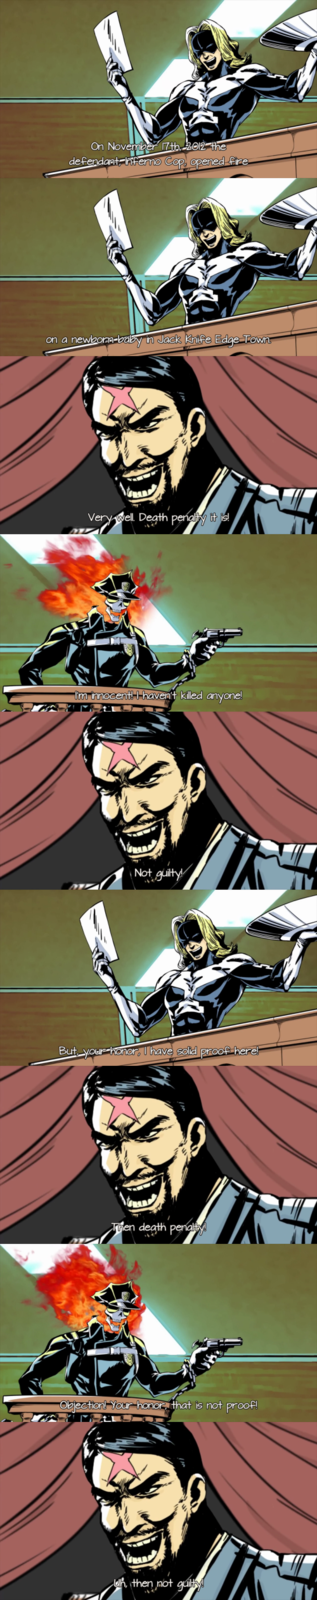 On November 17th, 2012, the
defendant, Inferno Cop, opened fire
on a newborn baby in Jack Knife Edge Town.
Very well. Death penalty it is!
I'm innocent! I haven't killed anyone!
Not guilty!
But, your honor, I have solid proof here!
Then death penalty!
Objection! Your honor, that is not proof!
Uh, then not guilty!